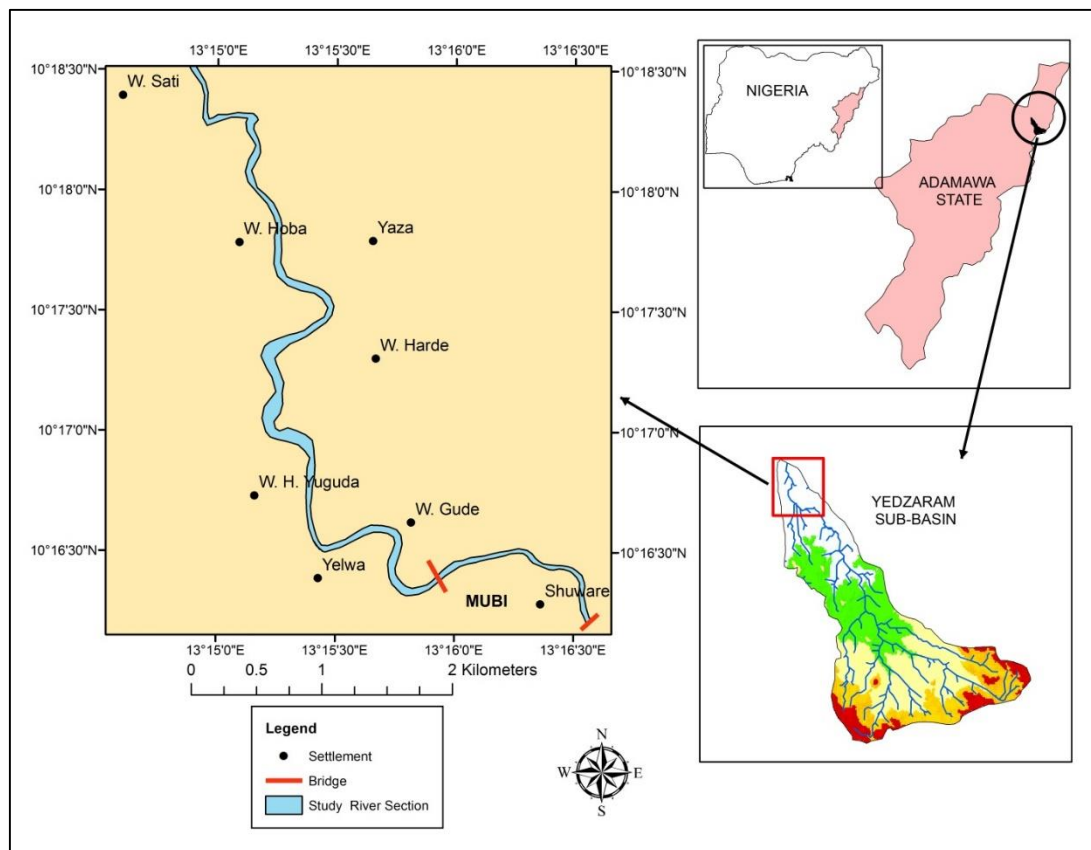 13°15'0"E 13°15'30"E 13°16'0"E 13°16'30"E
10°18'30"N
10°18'0"N
10°17'30"N
10°17'0"N
10°16'30"N
W. Sati
W. Hoba
Yaza
W. Harde
W. H. Yuguda
W. Gude
Yelwa
MUBI
Shuware
10°18'30"N
10°18'0"N
10°17'30"N
10°17'0"N
10°16'30"N
13°15'0"E 13°15'30"E 13°16'0"E 13°16'30"E
0 0.5 1 2 Kilometers
Legend
Settlement
Bridge
Study River Section
N
W E
S
NIGERIA
ADAMAWA
STATE
YEDZARAM
SUB-BASIN